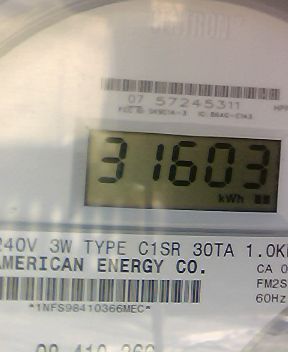 07 57245311
31603
kWh
240V 3W TYPE C1SR 30TA 1.0K
AMERICAN ENERGY CO.
CA 0
FM2S
60Hz
*1NFS98410366MEC*